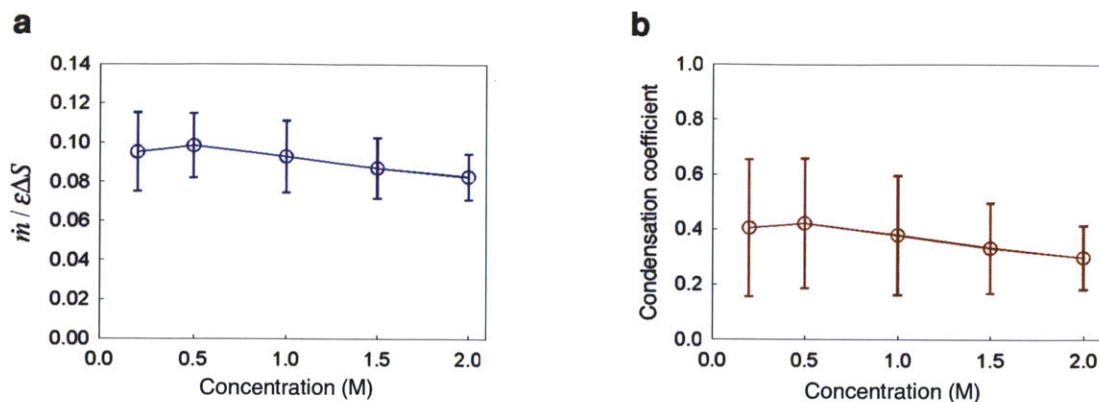 a
0.14
0.12
0.10
0.08
0.06
0.04
0.02
0.00
ṁ / εΔS
0.0 0.5 1.0 1.5 2.0
Concentration (M)
b
1.0
0.8
0.6
0.4
0.2
0.0
Condensation coefficient
0.0 0.5 1.0 1.5 2.0
Concentration (M)